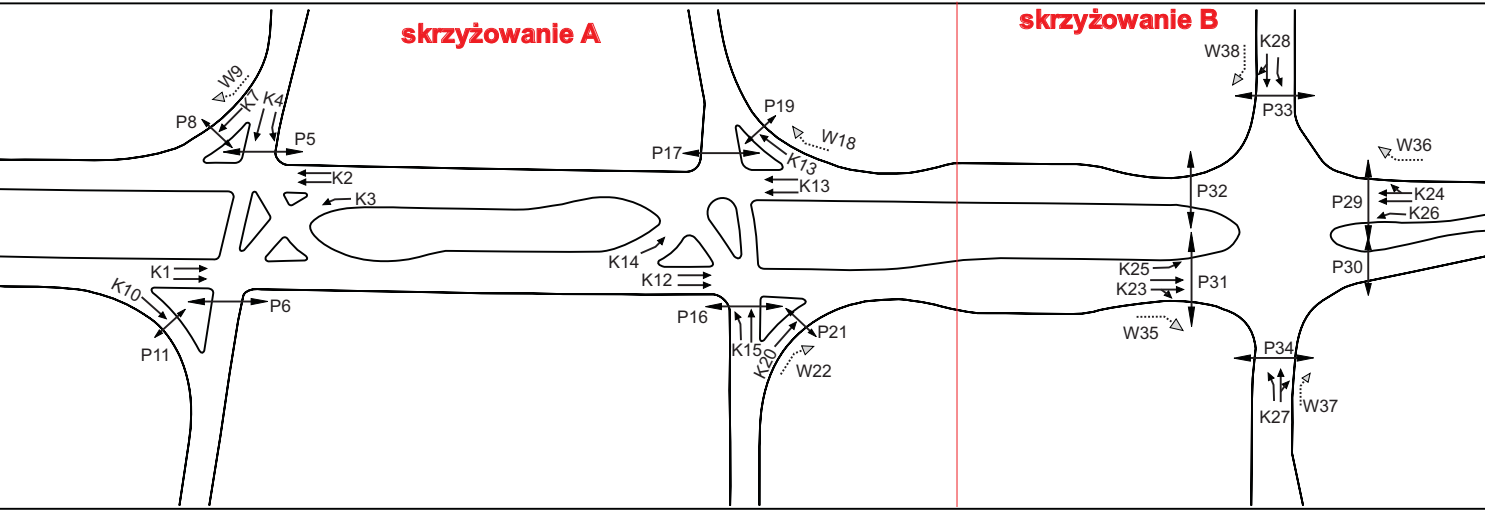 skrzyżowanie A
skrzyżowanie B
W9
K7
K4
P8
P5
K2
K3
K1
K10
P6
P11
P17
P19
W18
K13
K13
K14
K12
P16
K15
K20
P21
W22
W38
K28
P33
P32
W36
P29
K24
K26
K25
K23
P31
P30
W35
P34
K27
W37